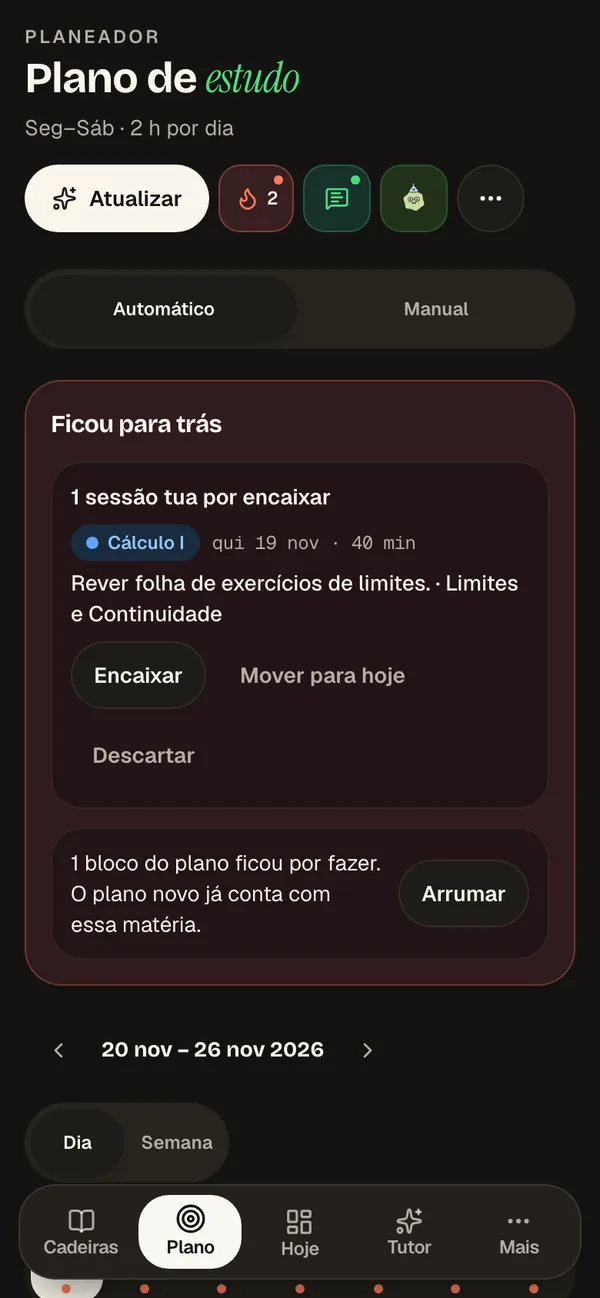 PLANEADOR
Plano de estudo
Seg–Sáb · 2 h por dia
Atualizar
2
Automático
Manual
Ficou para trás
1 sessão tua por encaixar
Cálculo I
qui 19 nov · 40 min
Rever folha de exercícios de limites. · Limites
e Continuidade
Encaixar
Mover para hoje
Descartar
1 bloco do plano ficou por fazer.
O plano novo já conta com
essa matéria.
Arrumar
20 nov – 26 nov 2026
Dia
Semana
Cadeiras
Plano
Hoje
Tutor
Mais